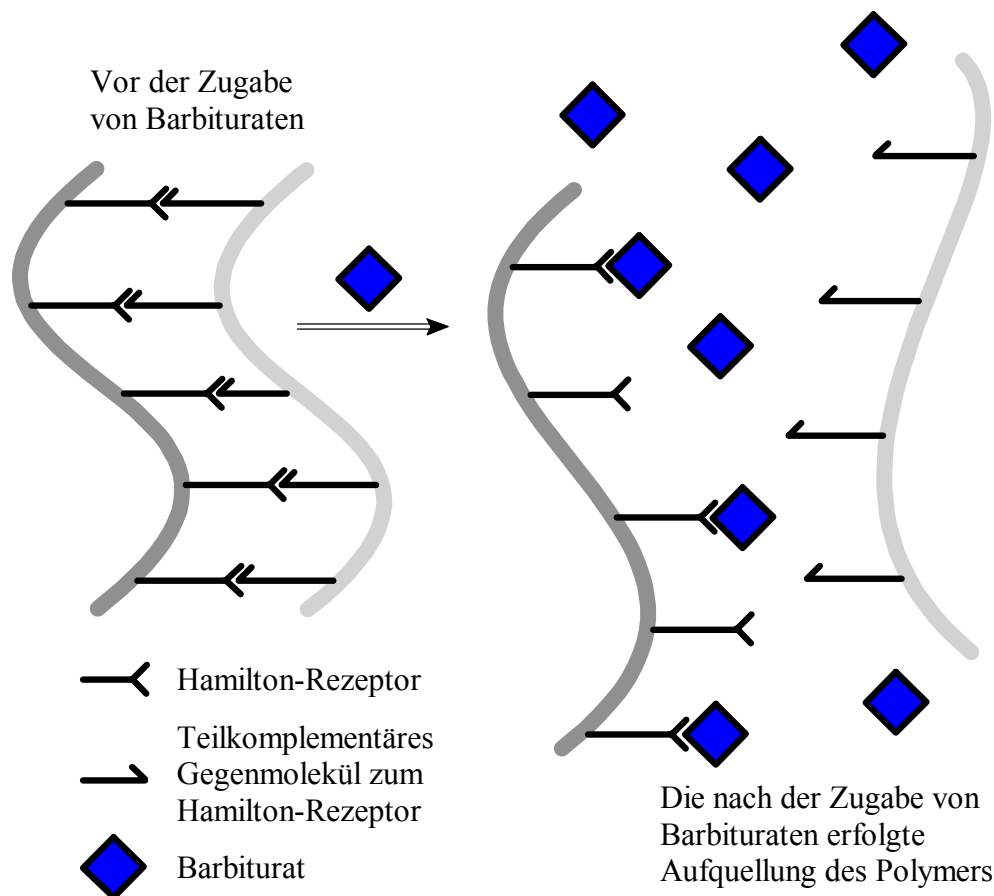 Vor der Zugabe
von Barbituraten
Hamilton-Rezeptor
Teilkomplementäres
Gegenmolekül zum
Hamilton-Rezeptor
Barbiturat
Die nach der Zugabe von
Barbituraten erfolgte
Aufquellung des Polymers